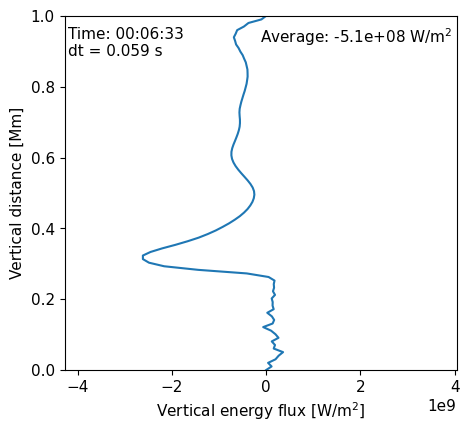 Time: 00:06:33
dt = 0.059 s
Average: -5.1e+08 W/m²
1.0
0.8
0.6
0.4
0.2
0.0
Vertical distance [Mm]
−4
−2
0
2
4
1e9
Vertical energy flux [W/m²]